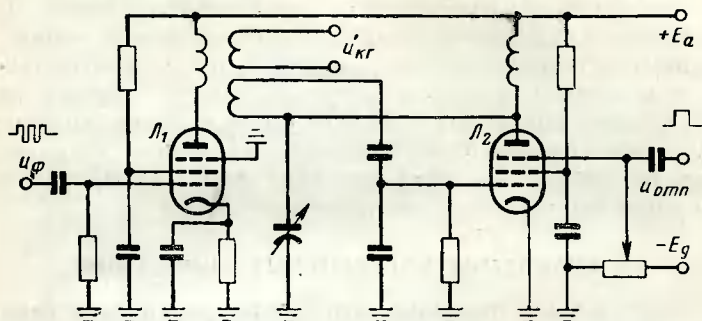 u'кг
+Eа
Л₁
Л₂
uф
uотп
−Eg